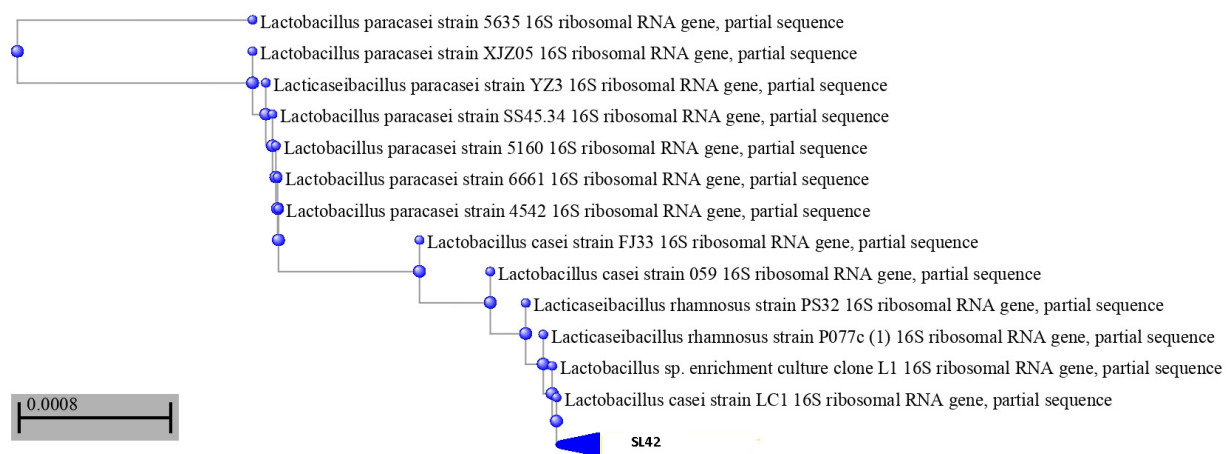 Lactobacillus paracasei strain 5635 16S ribosomal RNA gene, partial sequence
Lactobacillus paracasei strain XJZ05 16S ribosomal RNA gene, partial sequence
Lacticaseibacillus paracasei strain YZ3 16S ribosomal RNA gene, partial sequence
Lactobacillus paracasei strain SS45.34 16S ribosomal RNA gene, partial sequence
Lactobacillus paracasei strain 5160 16S ribosomal RNA gene, partial sequence
Lactobacillus paracasei strain 6661 16S ribosomal RNA gene, partial sequence
Lactobacillus paracasei strain 4542 16S ribosomal RNA gene, partial sequence
Lactobacillus casei strain FJ33 16S ribosomal RNA gene, partial sequence
Lactobacillus casei strain 059 16S ribosomal RNA gene, partial sequence
Lacticaseibacillus rhamnosus strain PS32 16S ribosomal RNA gene, partial sequence
Lacticaseibacillus rhamnosus strain P077c (1) 16S ribosomal RNA gene, partial sequence
Lactobacillus sp. enrichment culture clone L1 16S ribosomal RNA gene, partial sequence
Lactobacillus casei strain LC1 16S ribosomal RNA gene, partial sequence
0.0008
SL42